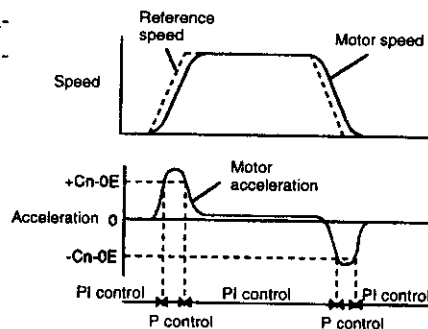 Reference
speed
Motor speed
Speed
Motor
acceleration
+Cn-0E
Acceleration 0
-Cn-0E
PI control
PI control
PI control
P control
P control